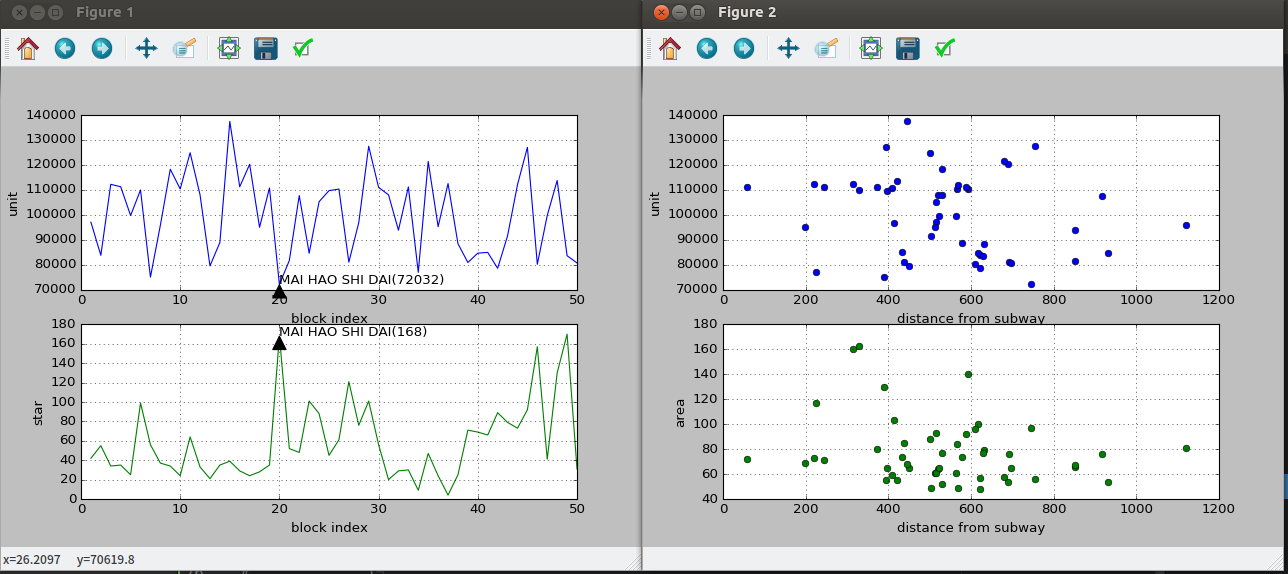 Figure 1
140000
130000
120000
110000
100000
90000
80000
70000
unit
MAI HAO SHI DAI(72032)
0 10 20 30 40 50
block index
180
160
140
120
100
80
60
40
20
0
star
MAI HAO SHI DAI(168)
0 10 20 30 40 50
block index
x=26.2097 y=70619.8
Figure 2
140000
130000
120000
110000
100000
90000
80000
70000
unit
0 200 400 600 800 1000 1200
distance from subway
180
160
140
120
100
80
60
40
area
0 200 400 600 800 1000 1200
distance from subway